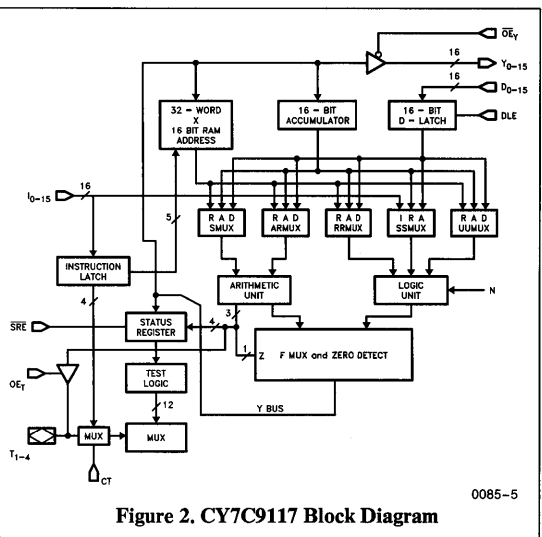 OEY
16
Y0-15
16
D0-15
DLE
32 - WORD
X
16 BIT RAM
ADDRESS
16 - BIT
ACCUMULATOR
16 - BIT
D - LATCH
I0-15
16
5
R A D
SMUX
R A D
ARMUX
R A D
RRMUX
I R A
SSMUX
R A D
UUMUX
INSTRUCTION
LATCH
ARITHMETIC
UNIT
LOGIC
UNIT
N
4
3
SRE
STATUS
REGISTER
4
1
Z
F MUX and ZERO DETECT
OET
TEST
LOGIC
12
Y BUS
T1-4
MUX
MUX
CT
0085-5
Figure 2. CY7C9117 Block Diagram